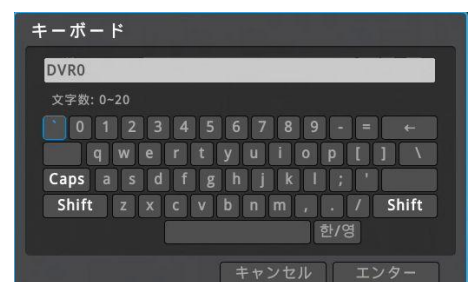 キーボード
DVR0
文字数: 0~20
` 0 1 2 3 4 5 6 7 8 9 - = ←
q w e r t y u i o p [ ] \
Caps a s d f g h j k l ; '
Shift z x c v b n m , . / Shift
한/영
キャンセル エンター